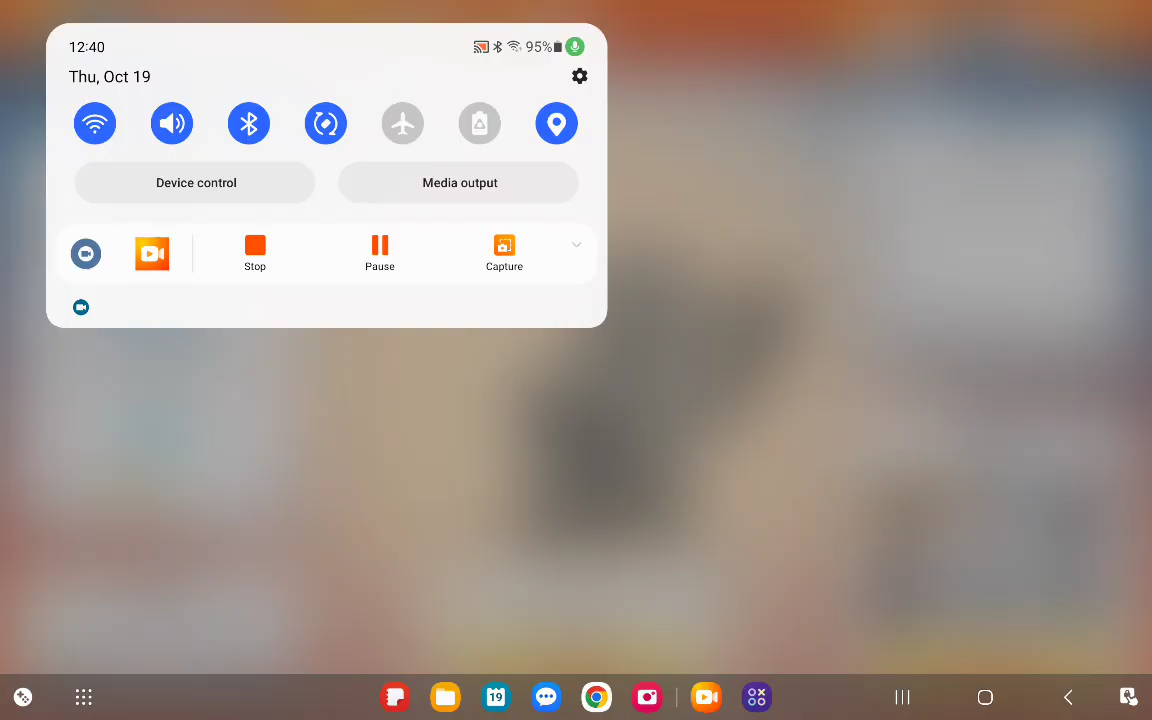 12:40
95%
Thu, Oct 19
Device control
Media output
Stop
Pause
Capture
19